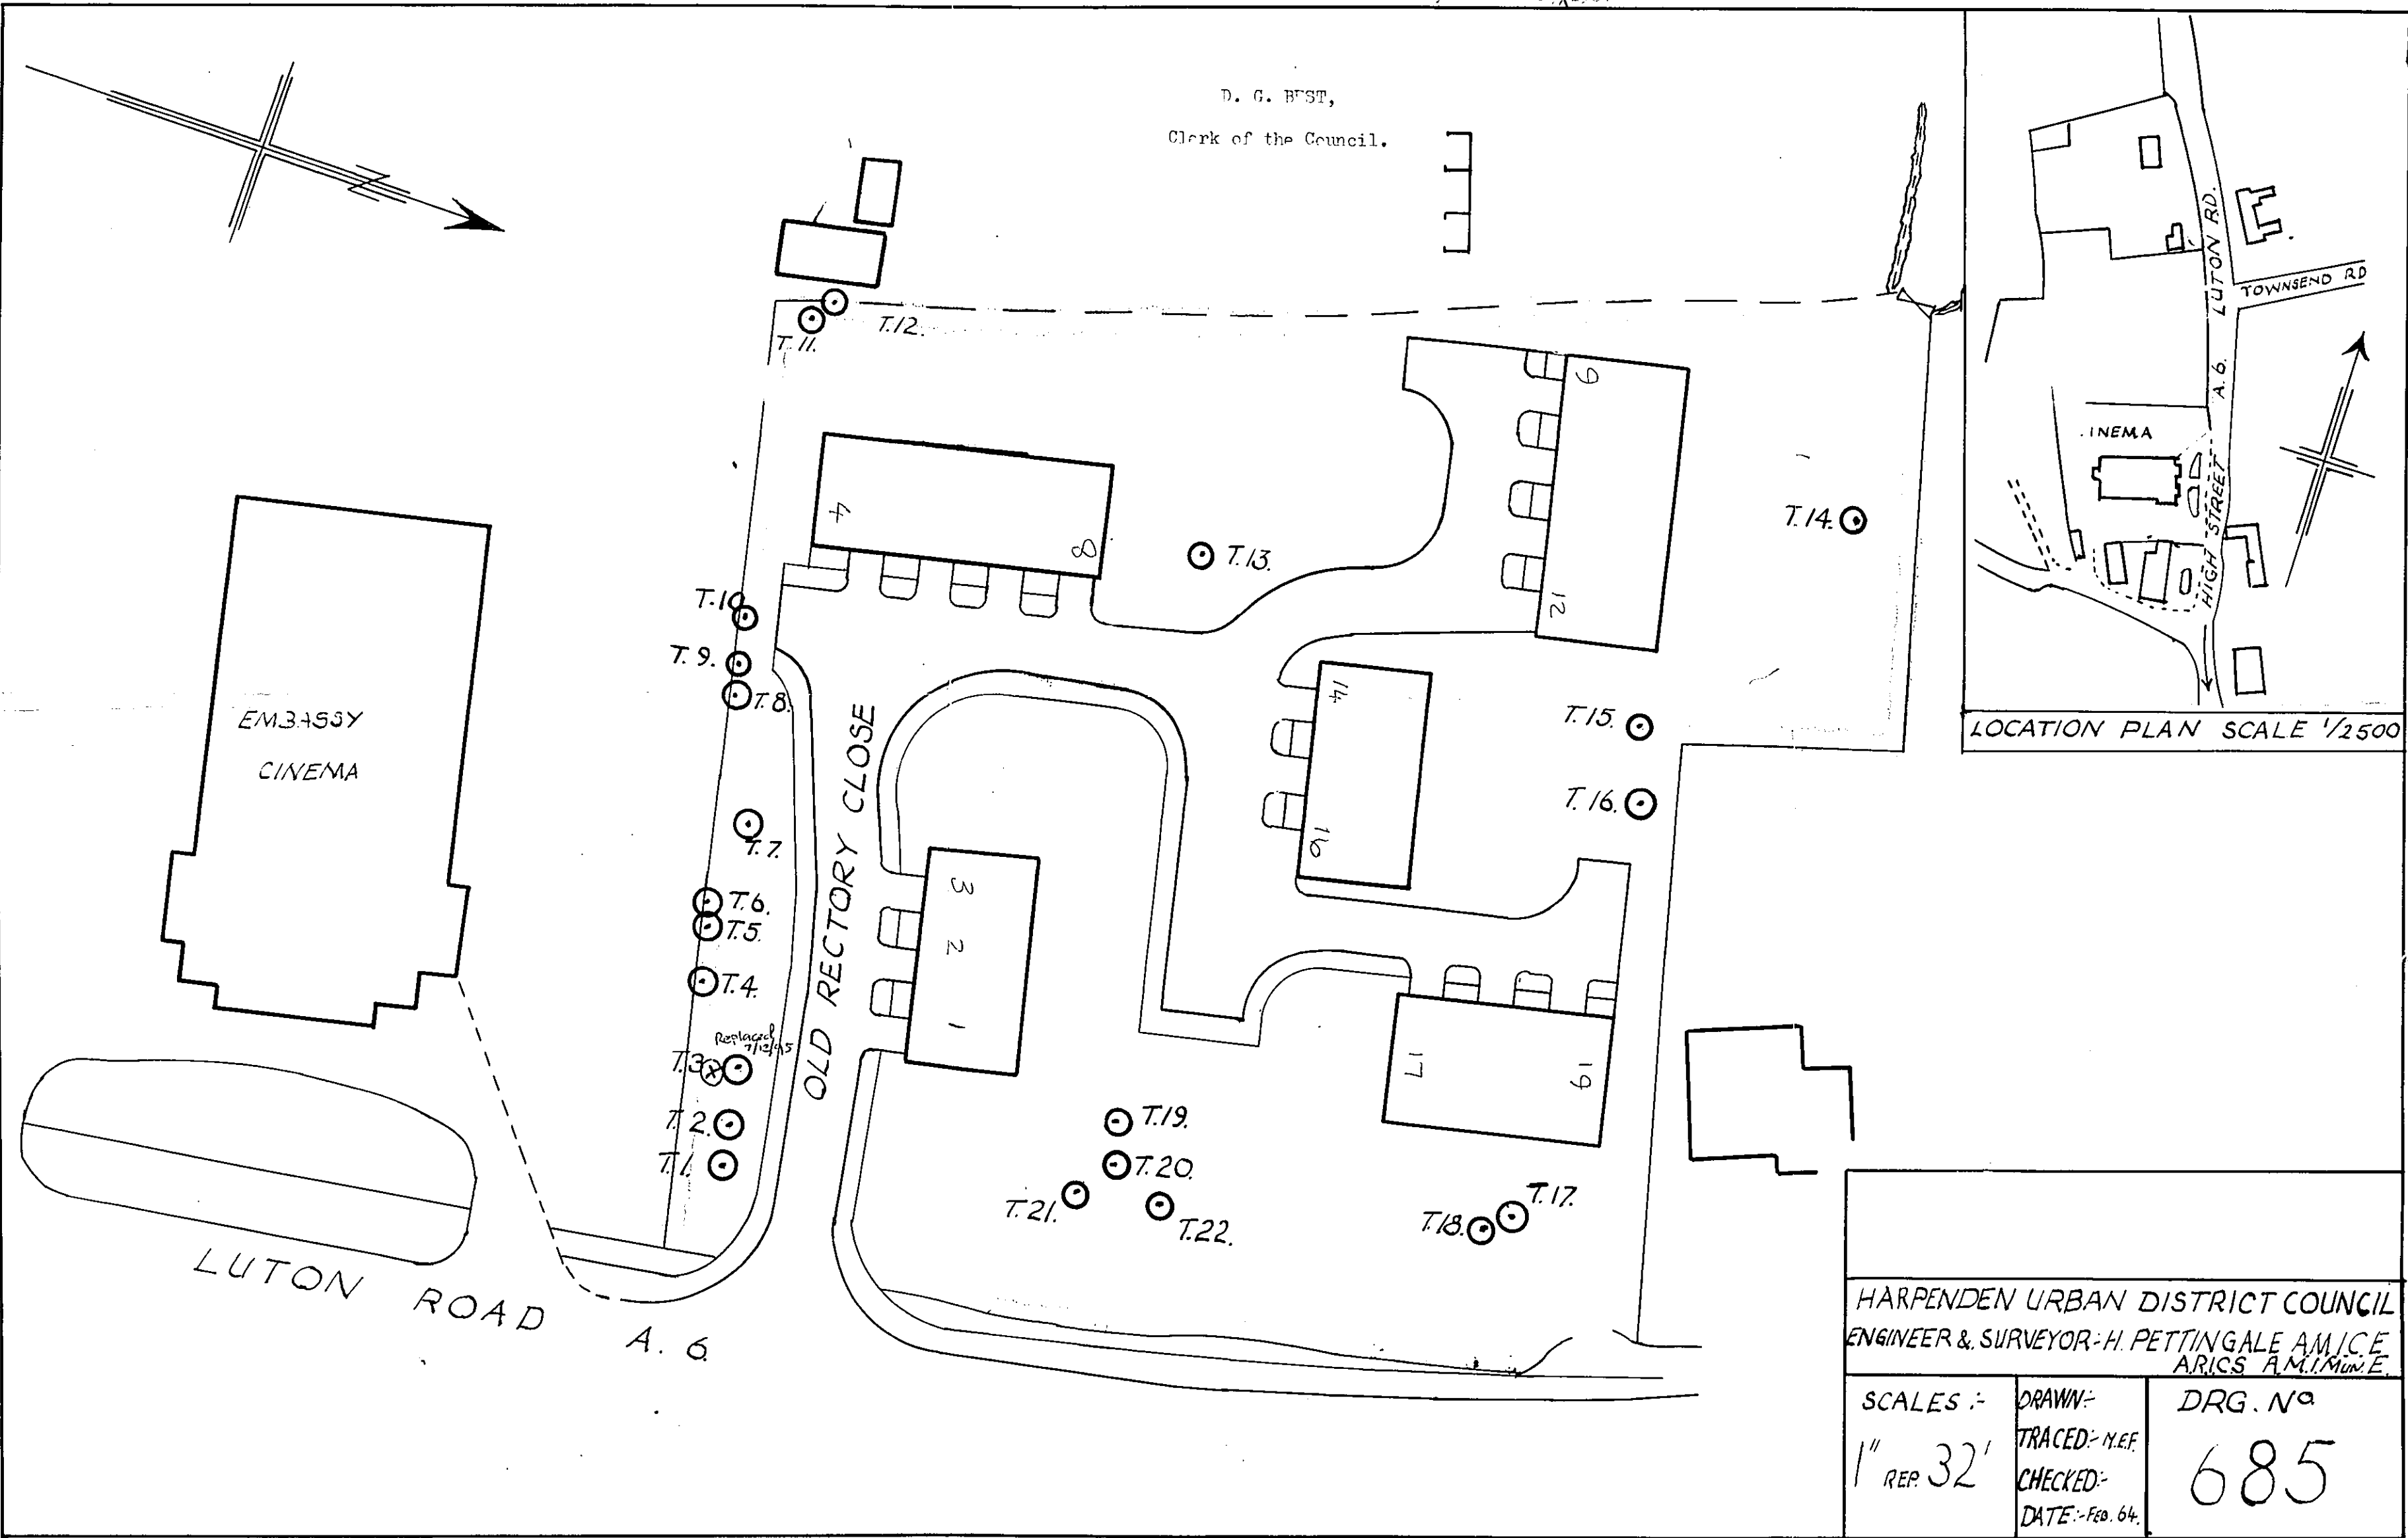 D. G. BEST,
Clerk of the Council.
T.11.
T.12.
4
8
9
12
T.13.
T.14.
T.10
T.9.
T.8.
T.7.
T.6.
T.5.
T.4.
Replaced
7/12/95
T.3
T.2.
T.1.
EMBASSY
CINEMA
OLD RECTORY CLOSE
3
2
1
14
16
T.15.
T.16.
17
19
T.19.
T.20.
T.21.
T.22.
T.17.
T.18.
LUTON ROAD A.6.
LUTON RD.
TOWNSEND RD
A.6.
.INEMA
HIGH STREET
LOCATION PLAN SCALE 1/2500
HARPENDEN URBAN DISTRICT COUNCIL
ENGINEER & SURVEYOR:- H. PETTINGALE A.M.I.C.E.
A.R.I.C.S. A.M.I.MUN.E.
SCALES :-
1" REP. 32'
DRAWN:-
TRACED:- M.E.F.
CHECKED:-
DATE:- FEB. 64.
DRG. No
685